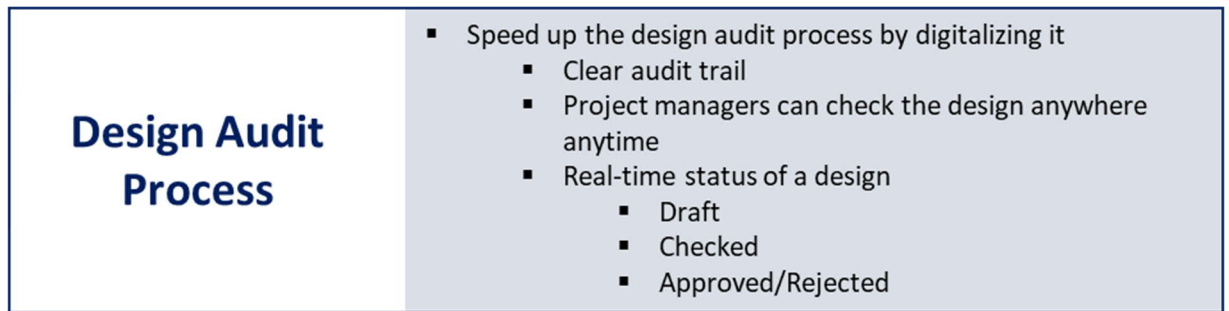 Design Audit
Process
▪ Speed up the design audit process by digitalizing it
▪ Clear audit trail
▪ Project managers can check the design anywhere
anytime
▪ Real-time status of a design
▪ Draft
▪ Checked
▪ Approved/Rejected